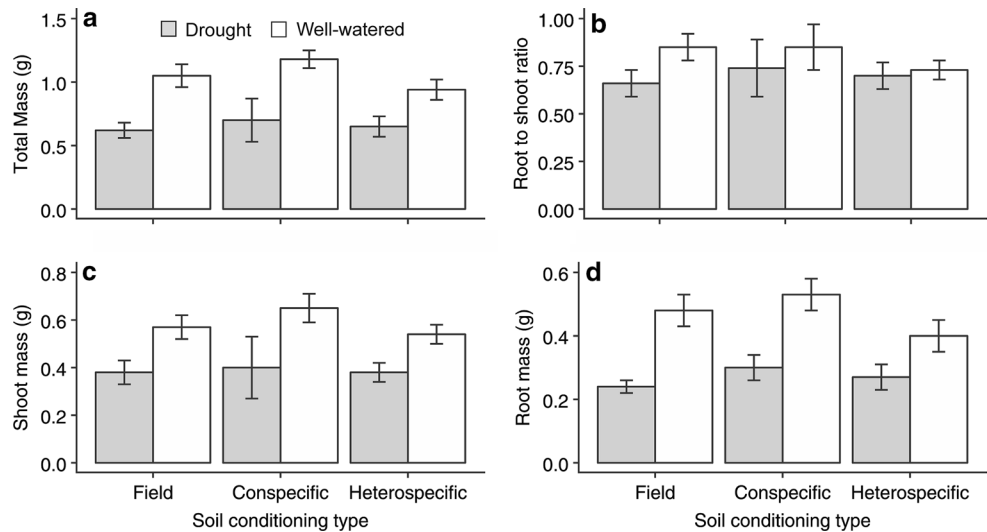 a
Drought Well-watered
Total Mass (g)
1.5
1.0
0.5
0.0
b
Root to shoot ratio
1.00
0.75
0.50
0.25
0.00
c
Shoot mass (g)
0.8
0.6
0.4
0.2
0.0
Field Conspecific Heterospecific
Soil conditioning type
d
Root mass (g)
0.6
0.4
0.2
0.0
Field Conspecific Heterospecific
Soil conditioning type